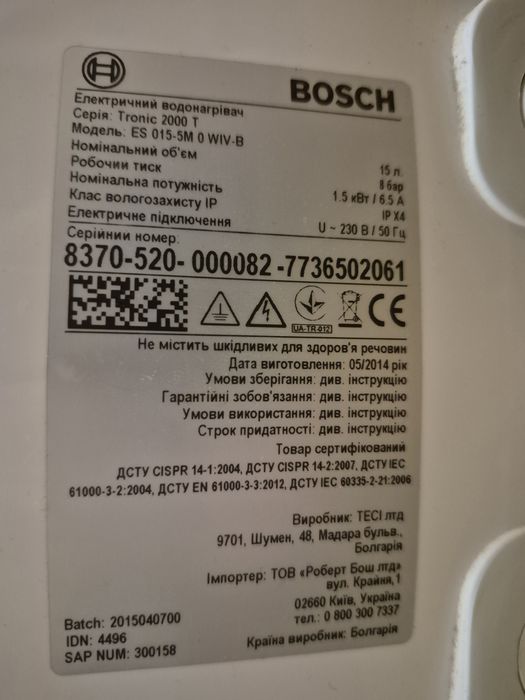 BOSCH
Електричний водонагрівач
Серія: Tronic 2000 T
Модель: ES 015-5M 0 WIV-B
Номінальний об'єм 15 л.
Робочий тиск 8 бар
Номінальна потужність 1.5 кВт / 6.5 А
Клас вологозахисту IP IP X4
Електричне підключення U ~ 230 В / 50 Гц
Серійний номер:
8370-520- 000082 -7736502061
UA-TR-012
CE
Не містить шкідливих для здоров'я речовин
Дата виготовлення: 05/2014 рік
Умови зберігання: див. інструкцію
Гарантійні зобов'язання: див. інструкцію
Умови використання: див. інструкцію
Строк придатності: див. інструкцію
Товар сертифікований
ДСТУ CISPR 14-1:2004, ДСТУ CISPR 14-2:2007, ДСТУ IEC
61000-3-2:2004, ДСТУ EN 61000-3-3:2012, ДСТУ IEC 60335-2-21:2006
Виробник: TECI лтд
9701, Шумен, 48, Мадара бульв.,
Болгарія
Імпортер: ТОВ «Роберт Бош лтд»
вул. Крайня,1
02660 Київ, Україна
тел.: 0 800 300 7337
Країна виробник: Болгарія
Batch: 2015040700
IDN: 4496
SAP NUM: 300158